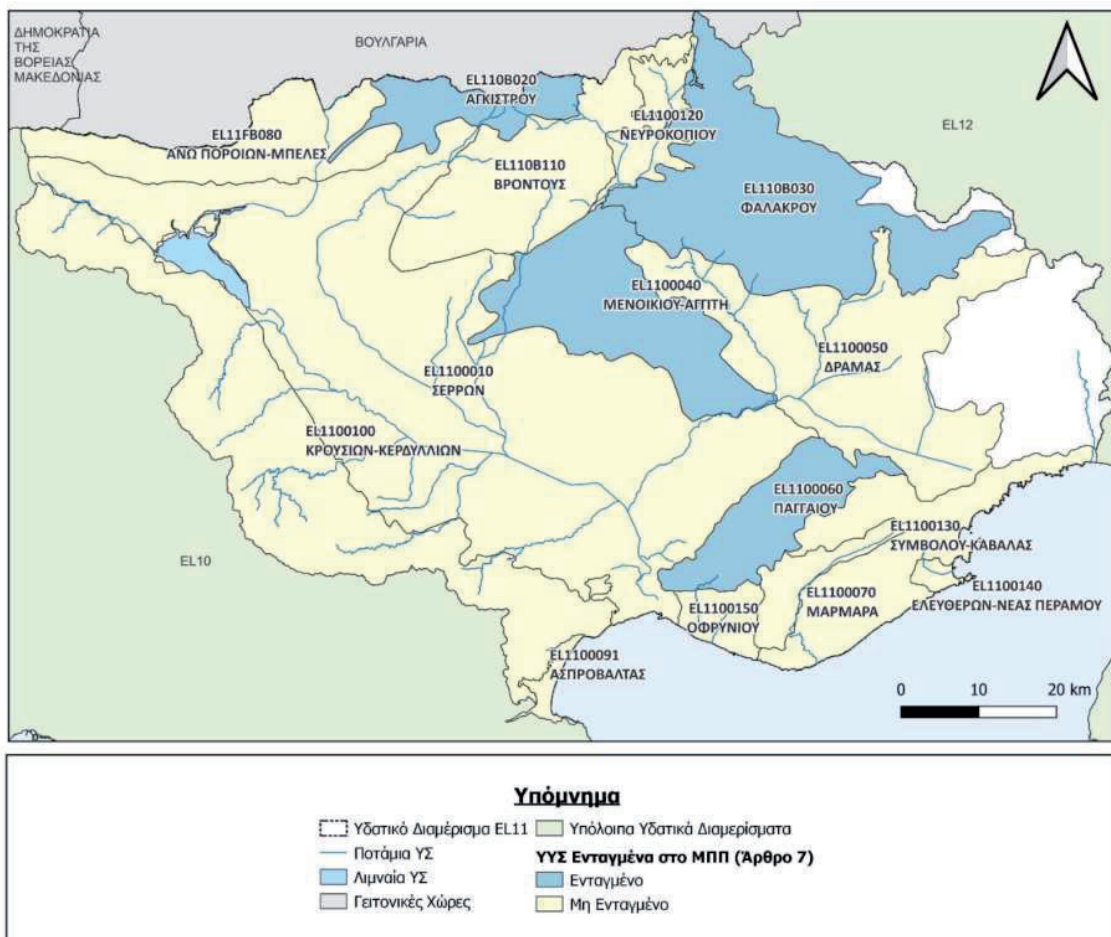 ΔΗΜΟΚΡΑΤΙΑ
ΤΗΣ
ΒΟΡΕΙΑΣ
ΜΑΚΕΔΟΝΙΑΣ
ΒΟΥΛΓΑΡΙΑ
EL12
EL110B020
ΑΓΚΙΣΤΡΟΥ
EL1100120
ΝΕΥΡΟΚΟΠΙΟΥ
EL11FB080
ΑΝΩ ΠΟΡΟΙΩΝ-ΜΠΕΛΕΣ
EL110B110
ΒΡΟΝΤΟΥΣ
EL110B030
ΦΑΛΑΚΡΟΥ
EL1100040
ΜΕΝΟΙΚΙΟΥ-ΑΓΓΙΤΗ
EL1100050
ΔΡΑΜΑΣ
EL1100010
ΣΕΡΡΩΝ
EL1100100
ΚΡΟΥΣΙΩΝ-ΚΕΡΔΥΛΛΙΩΝ
EL1100060
ΠΑΓΓΑΙΟΥ
EL1100130
ΣΥΜΒΟΛΟΥ-ΚΑΒΑΛΑΣ
EL10
EL1100140
ΕΛΕΥΘΕΡΩΝ-ΝΕΑΣ ΠΕΡΑΜΟΥ
EL1100070
ΜΑΡΜΑΡΑ
EL1100150
ΟΦΡΥΝΙΟΥ
EL1100091
ΑΣΠΡΟΒΑΛΤΑΣ
0 10 20 km
Υπόμνημα
Υδατικό Διαμέρισμα EL11
Ποτάμια ΥΣ
Λιμναία ΥΣ
Γειτονικές Χώρες
Υπόλοιπα Υδατικά Διαμερίσματα
ΥΥΣ Ενταγμένα στο ΜΠΠ (Άρθρο 7)
Ενταγμένο
Μη Ενταγμένο